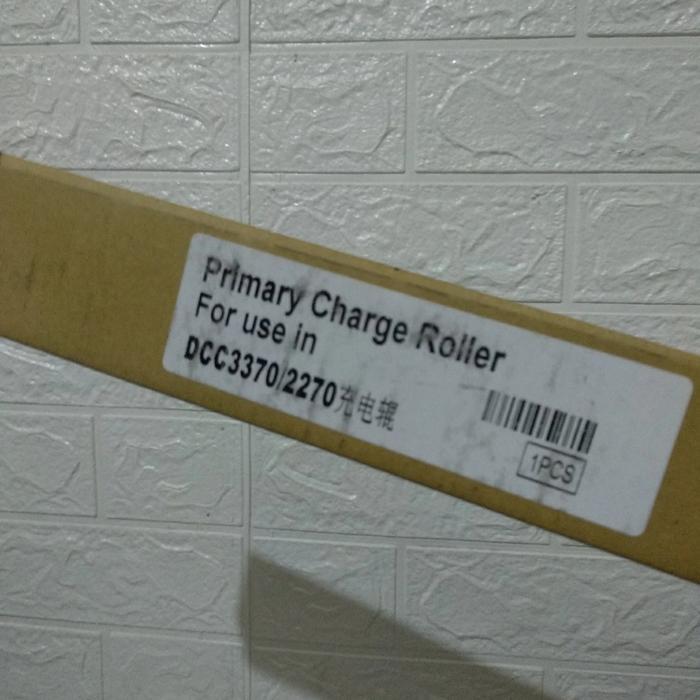 Primary Charge Roller
For use in
DCC3370/2270充电辊
1PCS